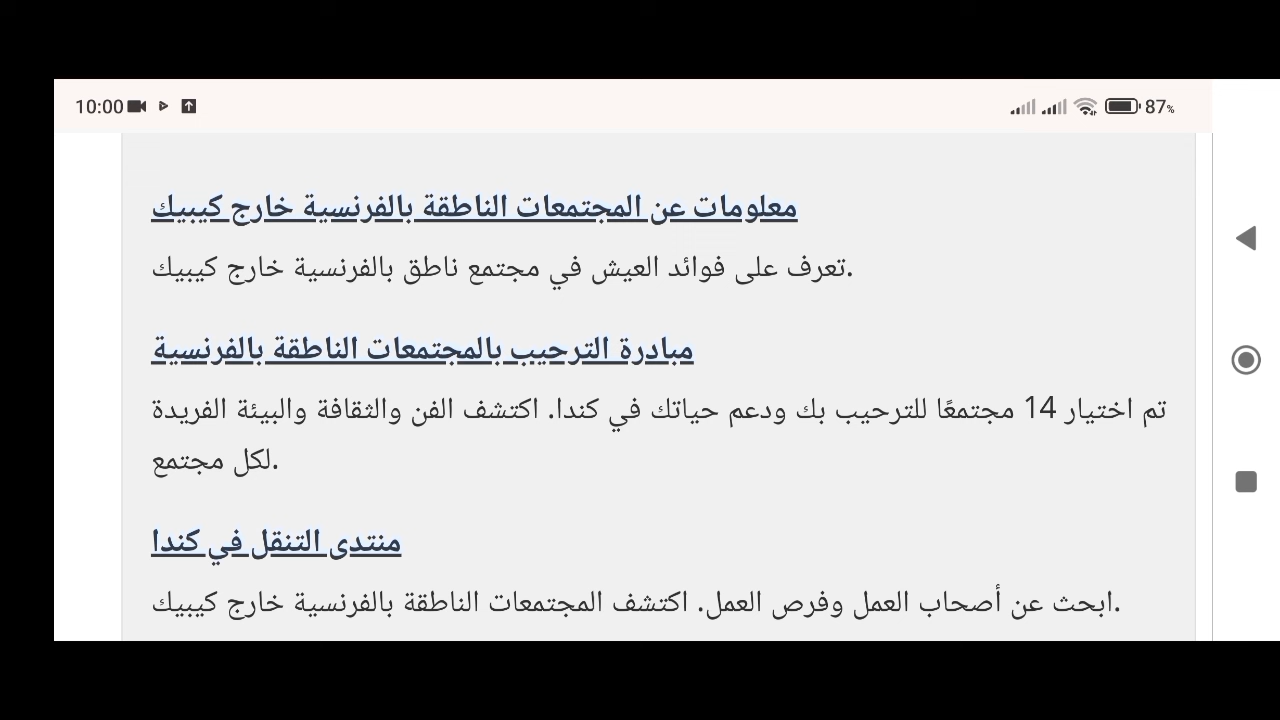 10:00
87%
معلومات عن المجتمعات الناطقة بالفرنسية خارج كيبيك
تعرف على فوائد العيش في مجتمع ناطق بالفرنسية خارج كيبيك.
مبادرة الترحيب بالمجتمعات الناطقة بالفرنسية
تم اختيار 14 مجتمعًا للترحيب بك ودعم حياتك في كندا. اكتشف الفن والثقافة والبيئة الفريدة
لكل مجتمع.
منتدى التنقل في كندا
ابحث عن أصحاب العمل وفرص العمل. اكتشف المجتمعات الناطقة بالفرنسية خارج كيبيك.